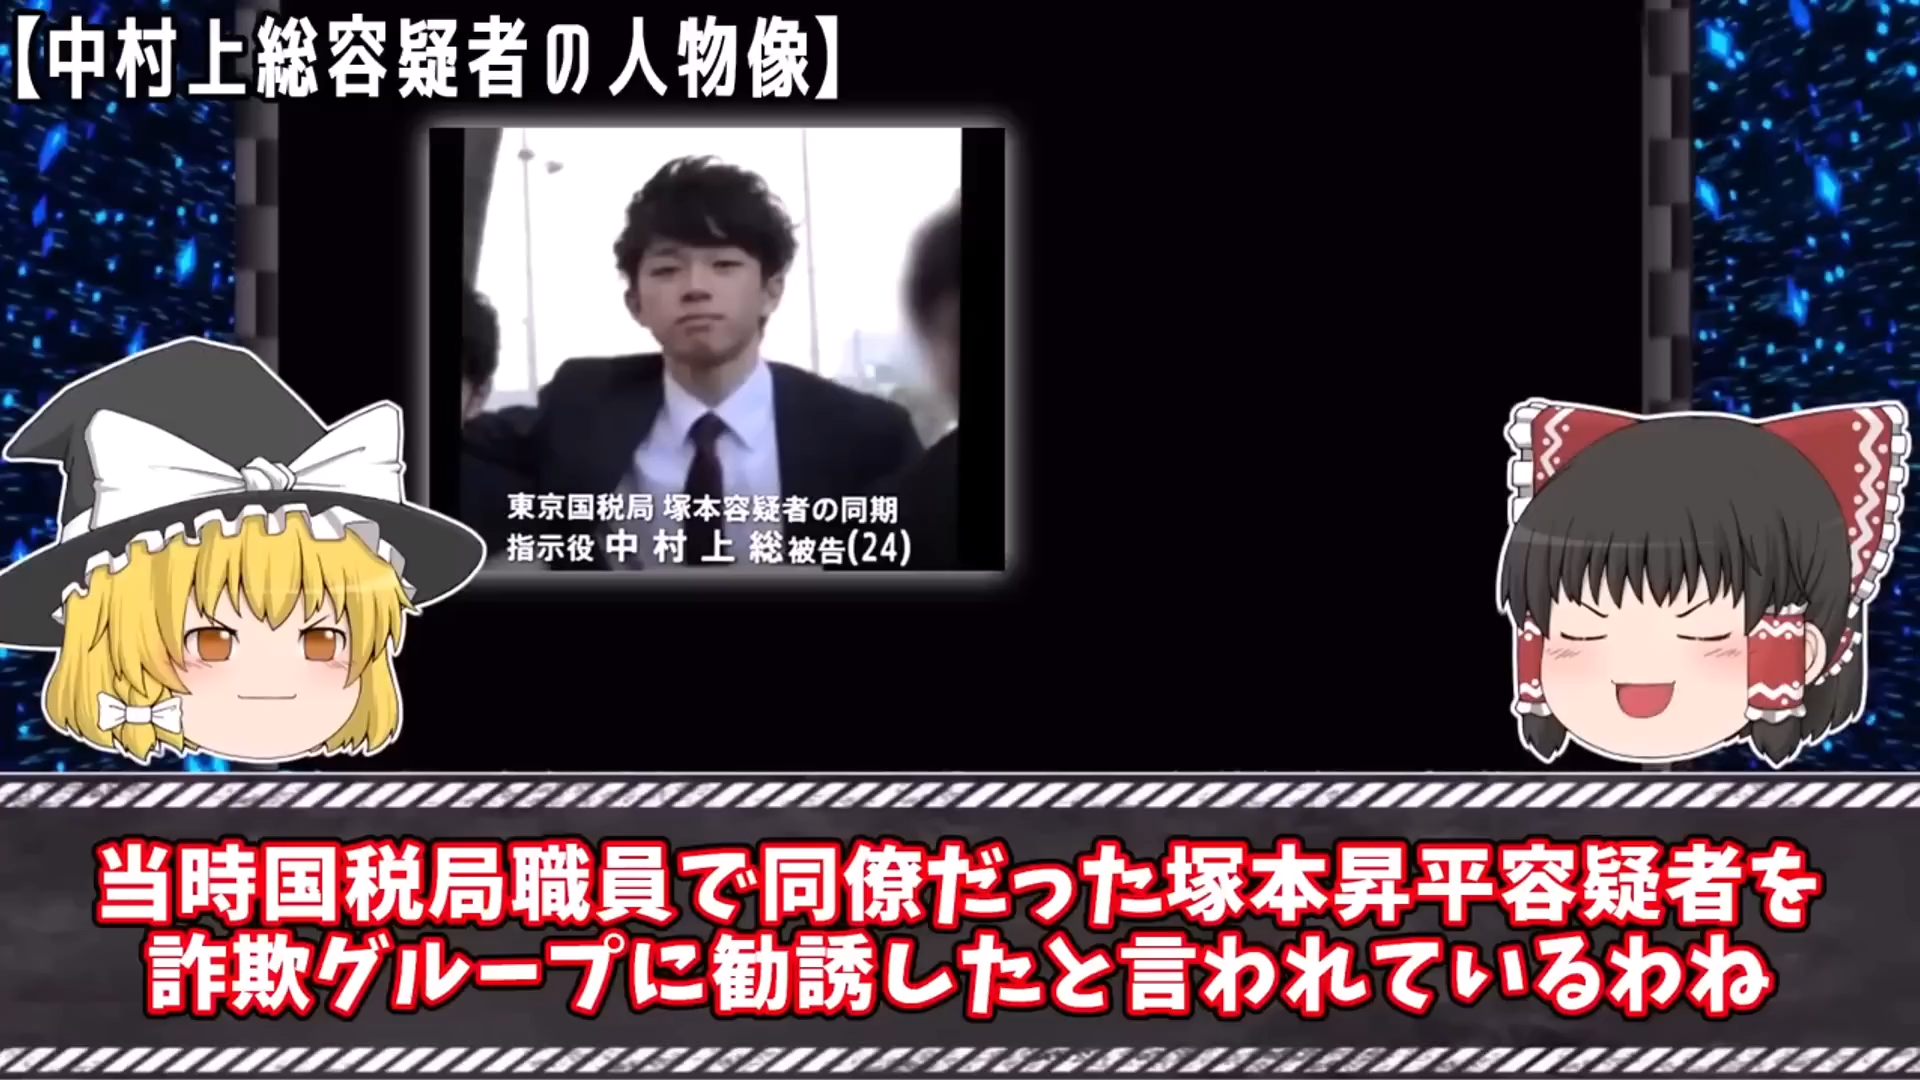 【中村上総容疑者の人物像】
東京国税局 塚本容疑者の同期
指示役 中村上総被告(24)
当時国税局職員で同僚だった塚本昇平容疑者を
詐欺グループに勧誘したと言われているわね